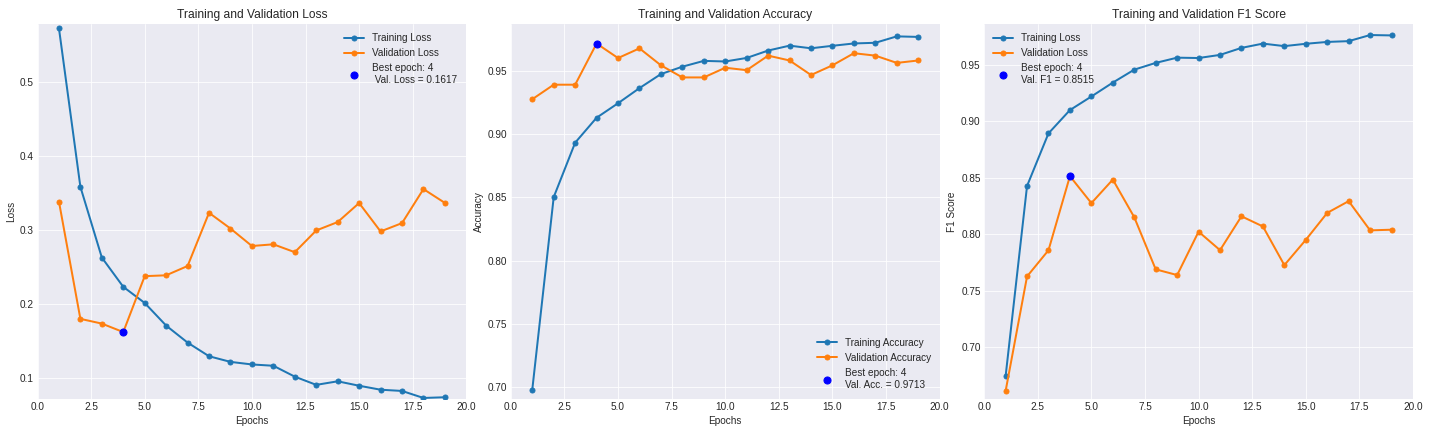 Training and Validation Loss
Training Loss
Validation Loss
Best epoch: 4
Val. Loss = 0.1617
Loss
0.5
0.4
0.3
0.2
0.1
0.0
2.5
5.0
7.5
10.0
12.5
15.0
17.5
20.0
Epochs
Training and Validation Accuracy
Accuracy
0.95
0.90
0.85
0.80
0.75
0.70
Training Accuracy
Validation Accuracy
Best epoch: 4
Val. Acc. = 0.9713
0.0
2.5
5.0
7.5
10.0
12.5
15.0
17.5
20.0
Epochs
Training and Validation F1 Score
Training Loss
Validation Loss
Best epoch: 4
Val. F1 = 0.8515
F1 Score
0.95
0.90
0.85
0.80
0.75
0.70
0.0
2.5
5.0
7.5
10.0
12.5
15.0
17.5
20.0
Epochs